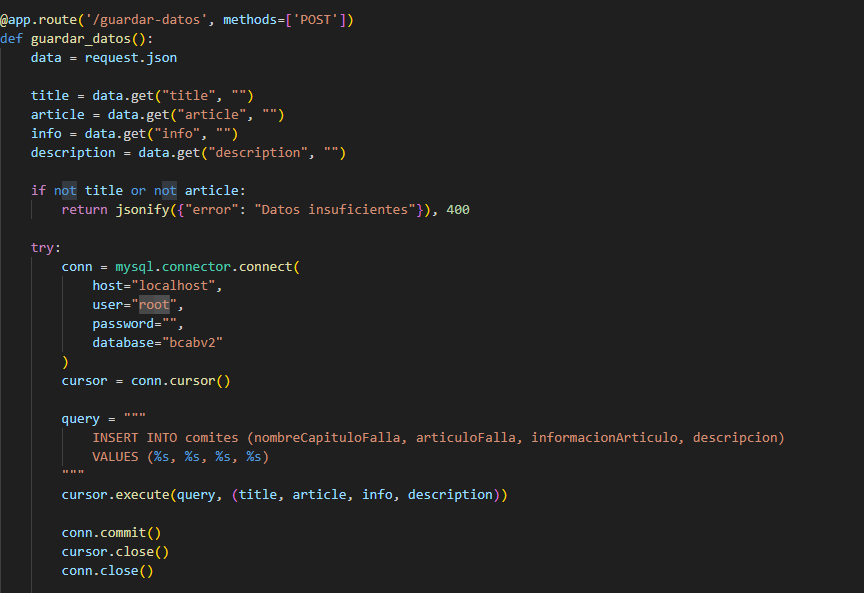 @app.route('/guardar-datos', methods=['POST'])
def guardar_datos():
data = request.json
title = data.get("title", "")
article = data.get("article", "")
info = data.get("info", "")
description = data.get("description", "")
if not title or not article:
return jsonify({"error": "Datos insuficientes"}), 400
try:
conn = mysql.connector.connect(
host="localhost",
user="root",
password="",
database="bcabv2"
)
cursor = conn.cursor()
query = """
INSERT INTO comites (nombreCapituloFalla, articuloFalla, informacionArticulo, descripcion)
VALUES (%s, %s, %s, %s)
"""
cursor.execute(query, (title, article, info, description))
conn.commit()
cursor.close()
conn.close()